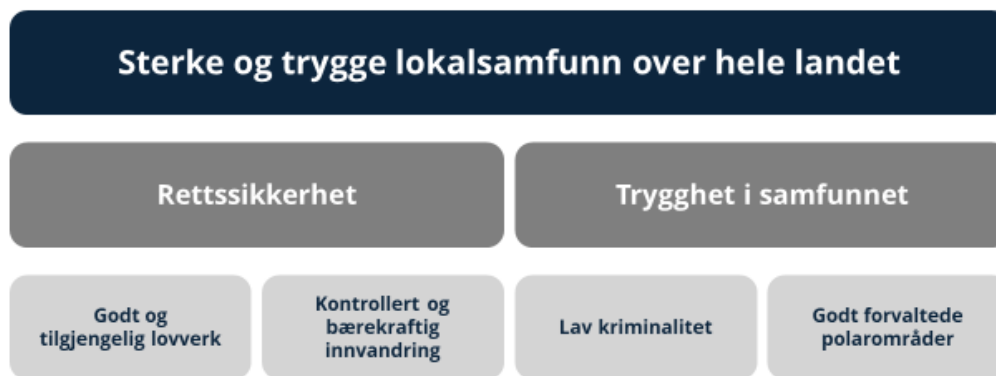 Sterke og trygge lokalsamfunn over hele landet
Rettssikkerhet
Trygghet i samfunnet
Godt og
tilgjengelig lovverk
Kontrollert og
bærekraftig
innvandring
Lav kriminalitet
Godt forvaltede
polarområder